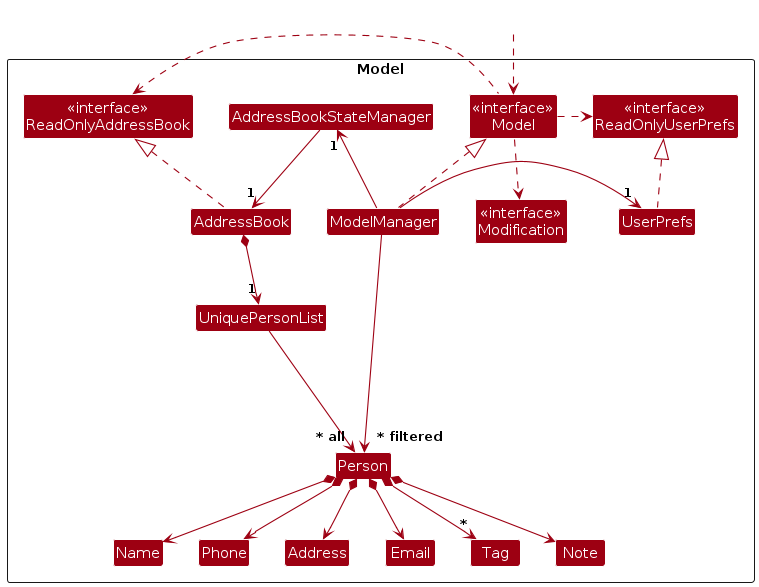 Model
«interface»
ReadOnlyAddressBook
AddressBookStateManager
«interface»
Model
«interface»
ReadOnlyUserPrefs
1
1
1
AddressBook
ModelManager
«interface»
Modification
UserPrefs
1
UniquePersonList
* all
* filtered
Person
*
Name
Phone
Address
Email
Tag
Note